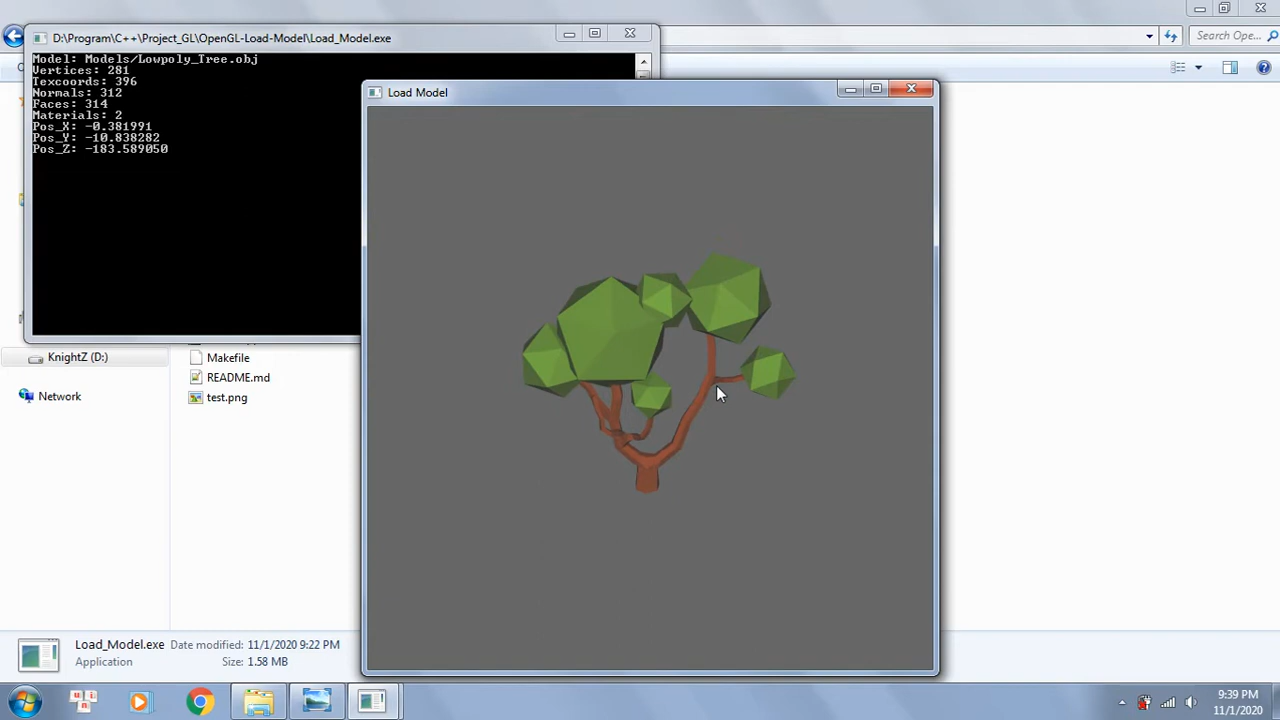 Search Ope...
D:\Program\C++\Project_GL\OpenGL-Load-Model\Load_Model.exe
Model: Models/Lowpoly_Tree.obj
Vertices: 281
Texcoords: 396
Normals: 312
Faces: 314
Materials: 2
Pos_X: -0.381991
Pos_Y: -10.838282
Pos_Z: -183.589050
Load Model
KnightZ (D:)
Network
Makefile
README.md
test.png
Load_Model.exe
Date modified: 11/1/2020 9:22 PM
Application
Size: 1.58 MB
9:39 PM
11/1/2020